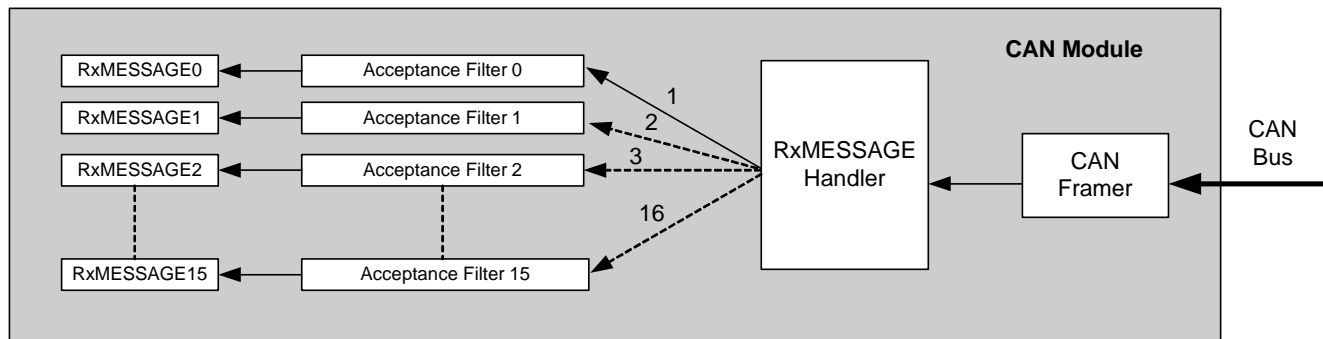 CAN Module
RxMESSAGE0
Acceptance Filter 0
1
RxMESSAGE1
Acceptance Filter 1
2
RxMESSAGE2
Acceptance Filter 2
3
RxMESSAGE15
Acceptance Filter 15
16
RxMESSAGE
Handler
CAN
Framer
CAN
Bus